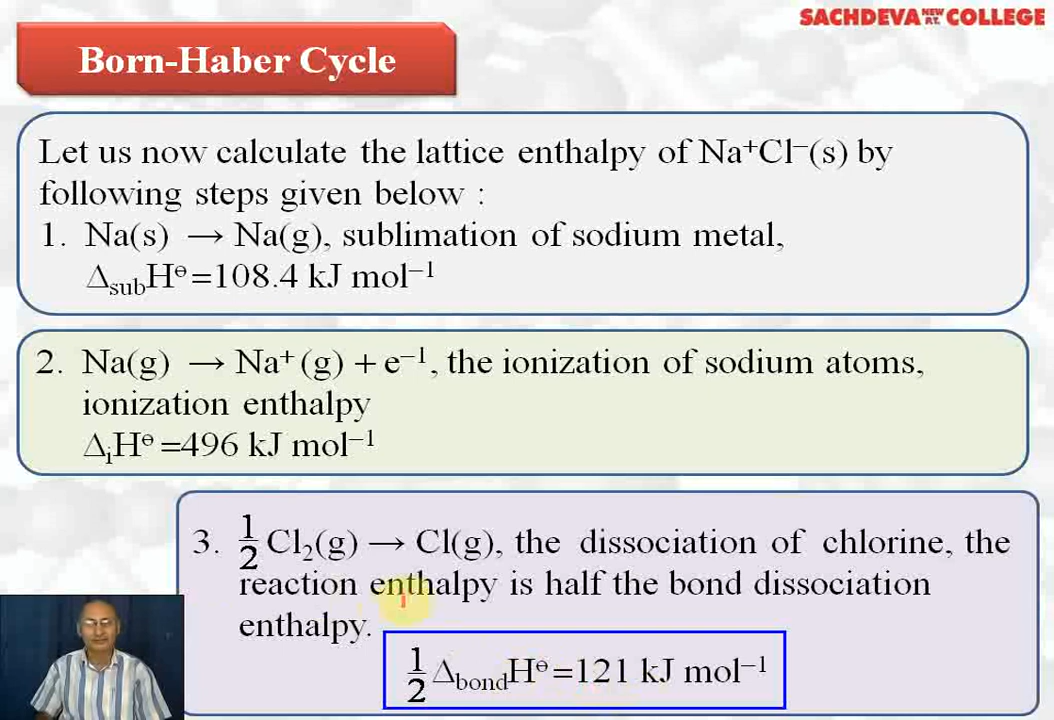 SACHDEVA NEW P.T. COLLEGE
Born-Haber Cycle
Let us now calculate the lattice enthalpy of Na⁺Cl⁻(s) by
following steps given below :
1. Na(s) → Na(g), sublimation of sodium metal,
Δ_subH^⊖=108.4 kJ mol⁻¹
2. Na(g) → Na⁺(g) + e⁻¹, the ionization of sodium atoms,
ionization enthalpy
Δ_iH^⊖=496 kJ mol⁻¹
3. ½ Cl₂(g) → Cl(g), the dissociation of chlorine, the
reaction enthalpy is half the bond dissociation
enthalpy.
½ Δ_bondH^⊖=121 kJ mol⁻¹